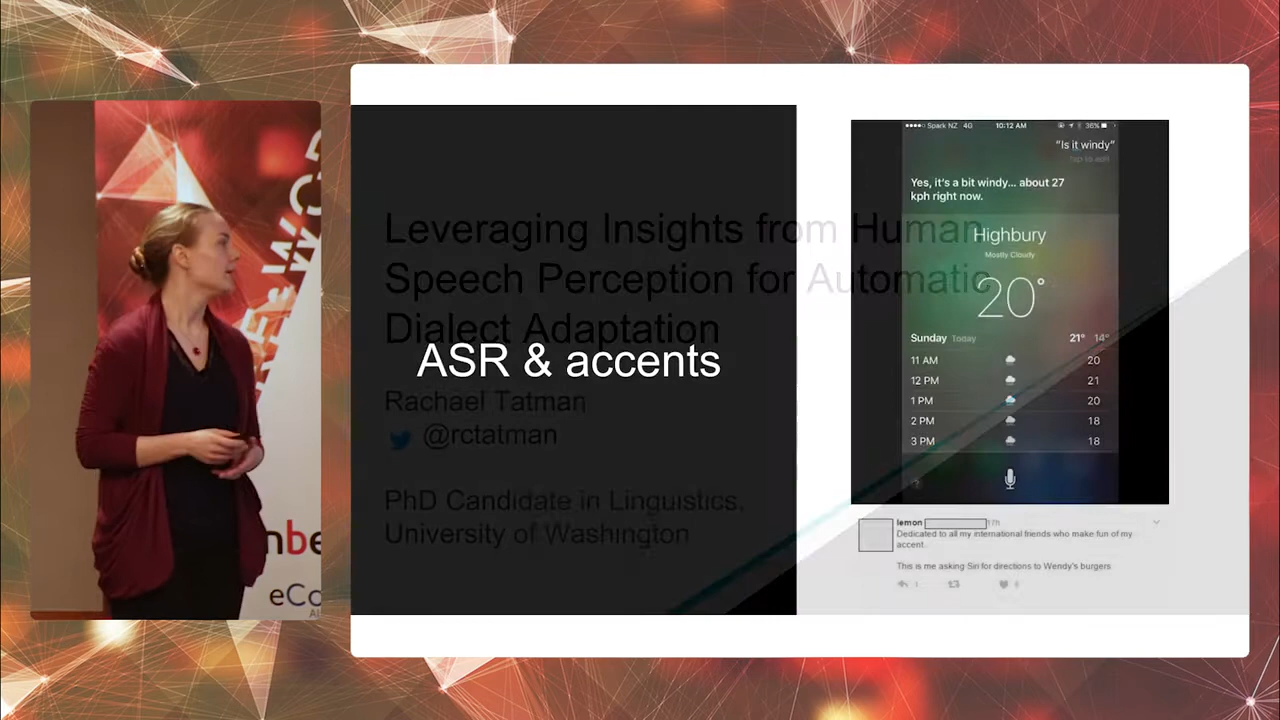 Leveraging Insights from Human
Speech Perception for Automatic
Dialect Adaptation
ASR & accents
Rachael Tatman
@rctatman
PhD Candidate in Linguistics,
University of Washington
Spark NZ 4G 10:12 AM 36%
"Is it windy"
Yes, it's a bit windy... about 27
kph right now.
Highbury
Mostly Cloudy
20°
Sunday Today 21° 14°
11 AM 20
12 PM 21
1 PM 20
2 PM 18
3 PM 18
lemon 17h
Dedicated to all my international friends who make fun of my
accent.
This is me asking Siri for directions to Wendy's burgers
1
eCo